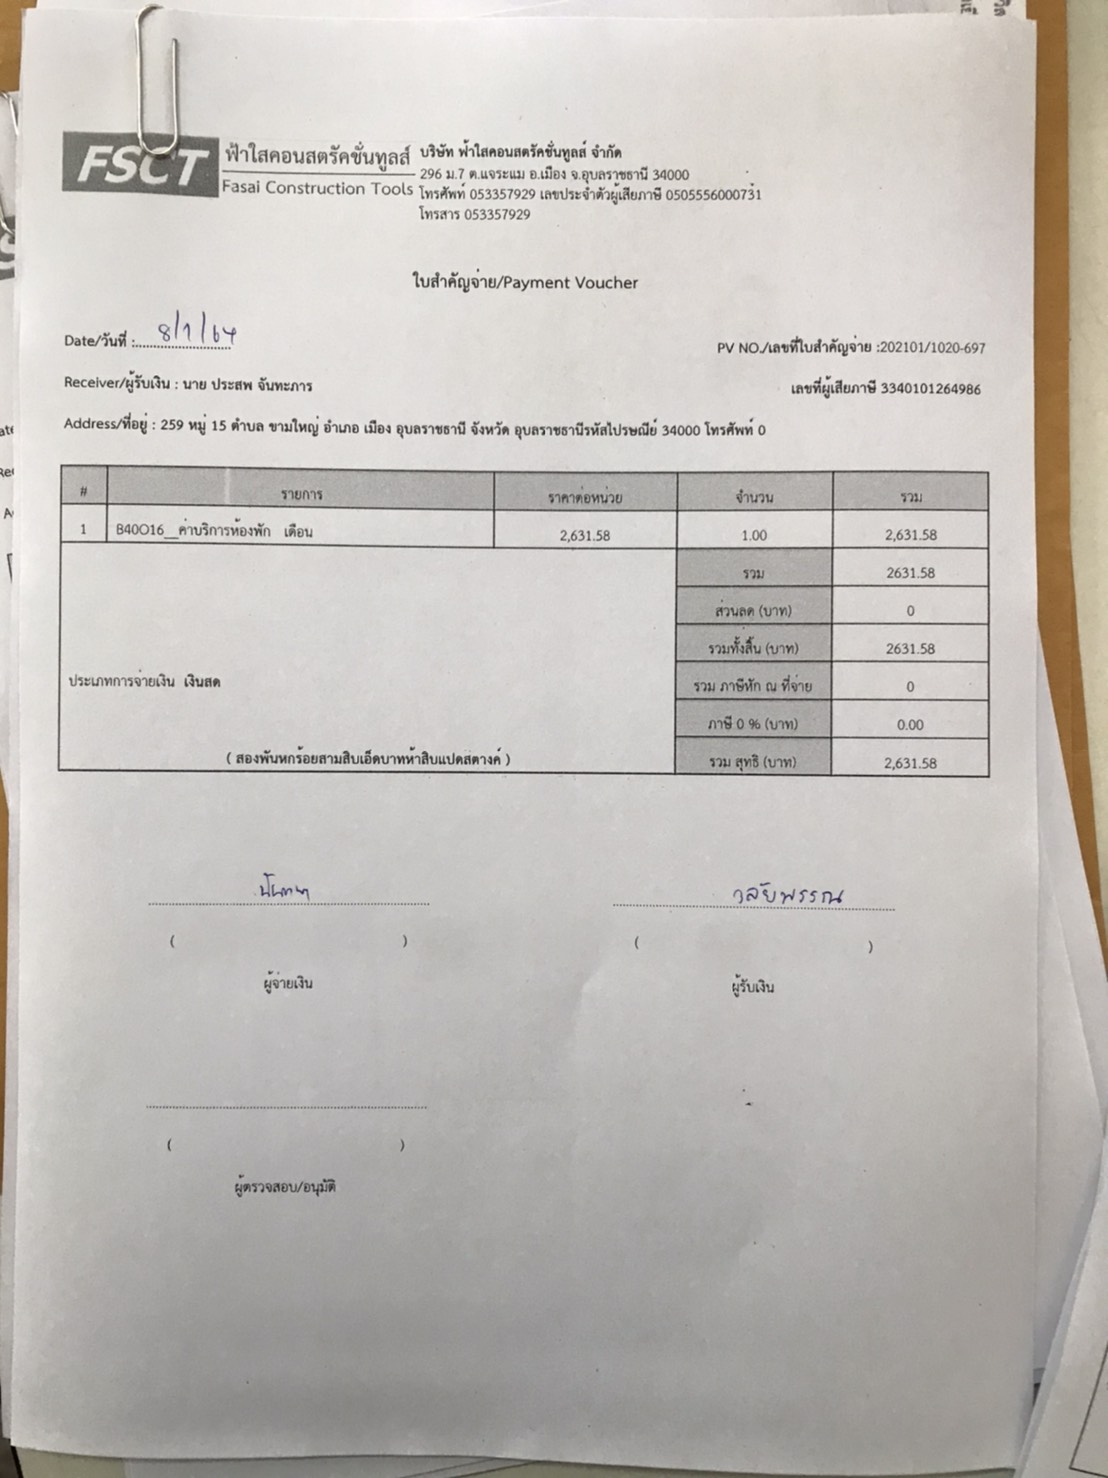 FSCT
ฟ้าใสคอนสตรัคชั่นทูลส์
Fasai Construction Tools
บริษัท ฟ้าใสคอนสตรัคชั่นทูลส์ จำกัด
296 ม.7 ต.แจระแม อ.เมือง จ.อุบลราชธานี 34000
โทรศัพท์ 053357929 เลขประจำตัวผู้เสียภาษี 0505556000731
โทรสาร 053357929
ใบสำคัญจ่าย/Payment Voucher
Date/วันที่ : 8/1/64
PV NO./เลขที่ใบสำคัญจ่าย :202101/1020-697
Receiver/ผู้รับเงิน : นาย ประสพ จันทะภาร
เลขที่ผู้เสียภาษี 3340101264986
Address/ที่อยู่ : 259 หมู่ 15 ตำบล ขามใหญ่ อำเภอ เมือง อุบลราชธานี จังหวัด อุบลราชธานีรหัสไปรษณีย์ 34000 โทรศัพท์ 0
# รายการ ราคาต่อหน่วย จำนวน รวม
1 B40O16__ค่าบริการห้องพัก เดือน 2,631.58 1.00 2,631.58
รวม 2631.58
ส่วนลด (บาท) 0
รวมทั้งสิ้น (บาท) 2631.58
ประเภทการจ่ายเงิน เงินสด
รวม ภาษีหัก ณ ที่จ่าย 0
ภาษี 0 % (บาท) 0.00
( สองพันหกร้อยสามสิบเอ็ดบาทห้าสิบแปดสตางค์ )
รวม สุทธิ (บาท) 2,631.58
วลัยพรรณ
( ) ( )
ผู้จ่ายเงิน ผู้รับเงิน
( )
ผู้ตรวจสอบ/อนุมัติ